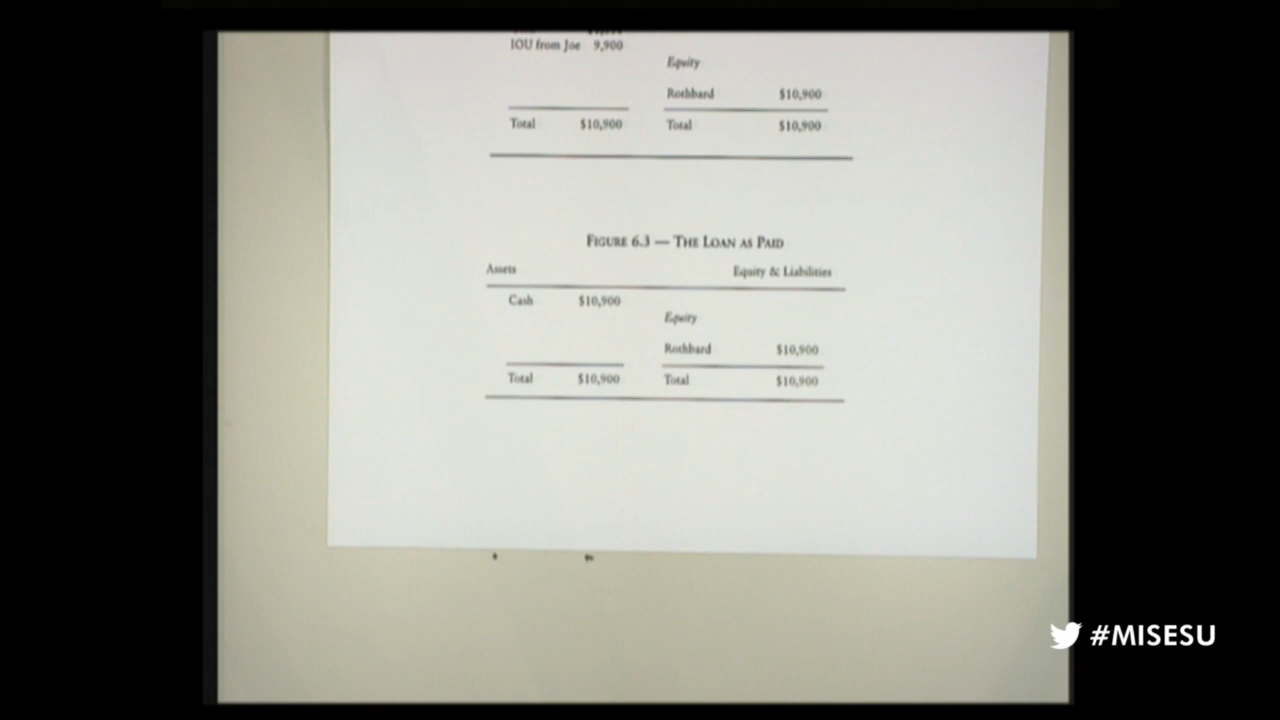 IOU from Joe 9,900
Equity
Rothbard $10,900
Total $10,900 Total $10,900
FIGURE 6.3 — THE LOAN AS PAID
Assets Equity & Liabilities
Cash $10,900
Equity
Rothbard $10,900
Total $10,900 Total $10,900
#MISESU